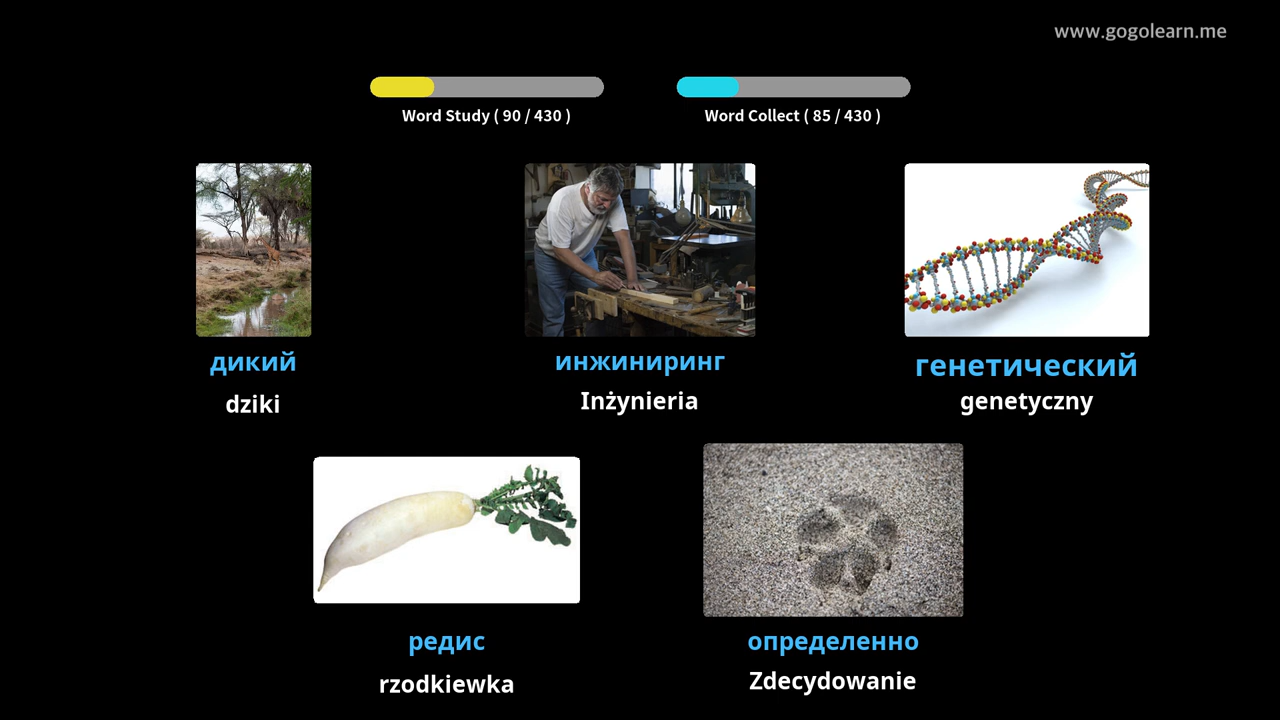 www.gogolearn.me
Word Study ( 90 / 430 )
Word Collect ( 85 / 430 )
дикий
инжиниринг
генетический
dziki
Inżynieria
genetyczny
редис
определенно
rzodkiewka
Zdecydowanie